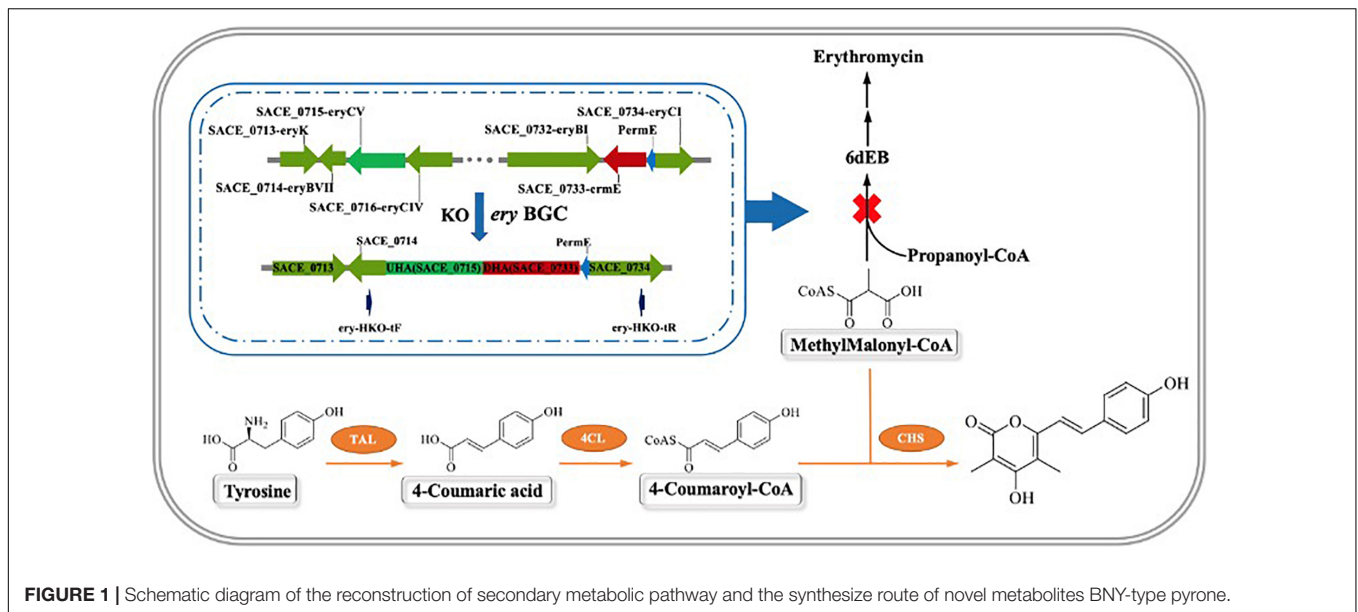 Erythromycin
SACE_0715-eryCV
SACE_0734-eryCI
SACE_0713-eryK
SACE_0732-eryBI
PermE
6dEB
SACE_0714-eryBVII
SACE_0733-ermE
SACE_0716-eryCIV
KO
ery BGC
SACE_0714
PermE
Propanoyl-CoA
SACE_0713
UHA(SACE_0715)
DHA(SACE_0733)
SACE_0734
CoAS
OH
O
O
ery-HKO-tF
ery-HKO-tR
MethylMalonyl-CoA
NH2
OH
HO
O
TAL
OH
HO
O
4CL
OH
CoAS
O
CHS
OH
O
O
OH
Tyrosine
4-Coumaric acid
4-Coumaroyl-CoA
FIGURE 1 | Schematic diagram of the reconstruction of secondary metabolic pathway and the synthesize route of novel metabolites BNY-type pyrone.